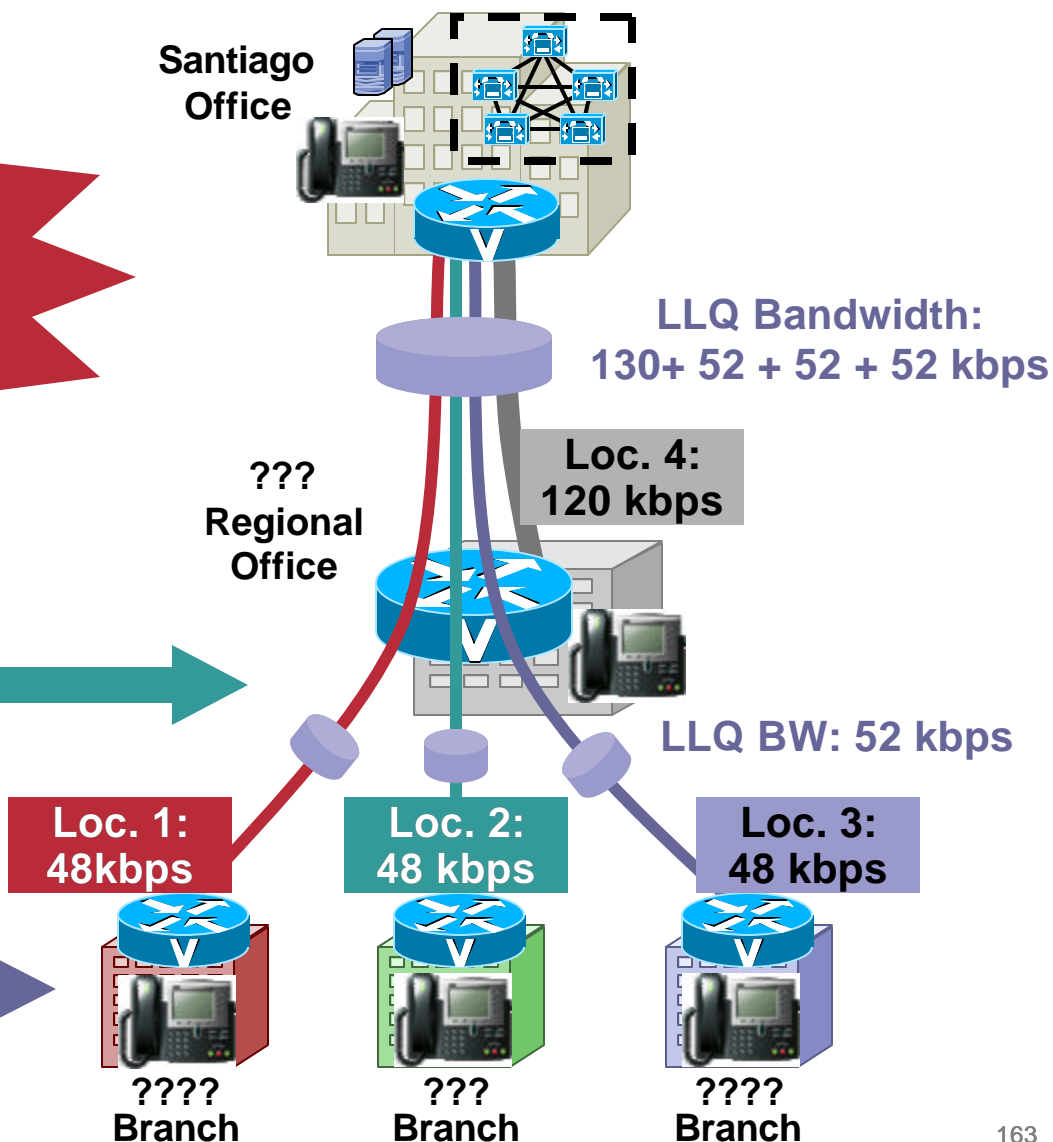 Santiago
Office
LLQ Bandwidth:
130+ 52 + 52 + 52 kbps
Loc. 4:
120 kbps
???
Regional
Office
LLQ BW: 52 kbps
Loc. 1:
48kbps
Loc. 2:
48 kbps
Loc. 3:
48 kbps
V
V
V
V
V
????
Branch
???
Branch
????
Branch
163